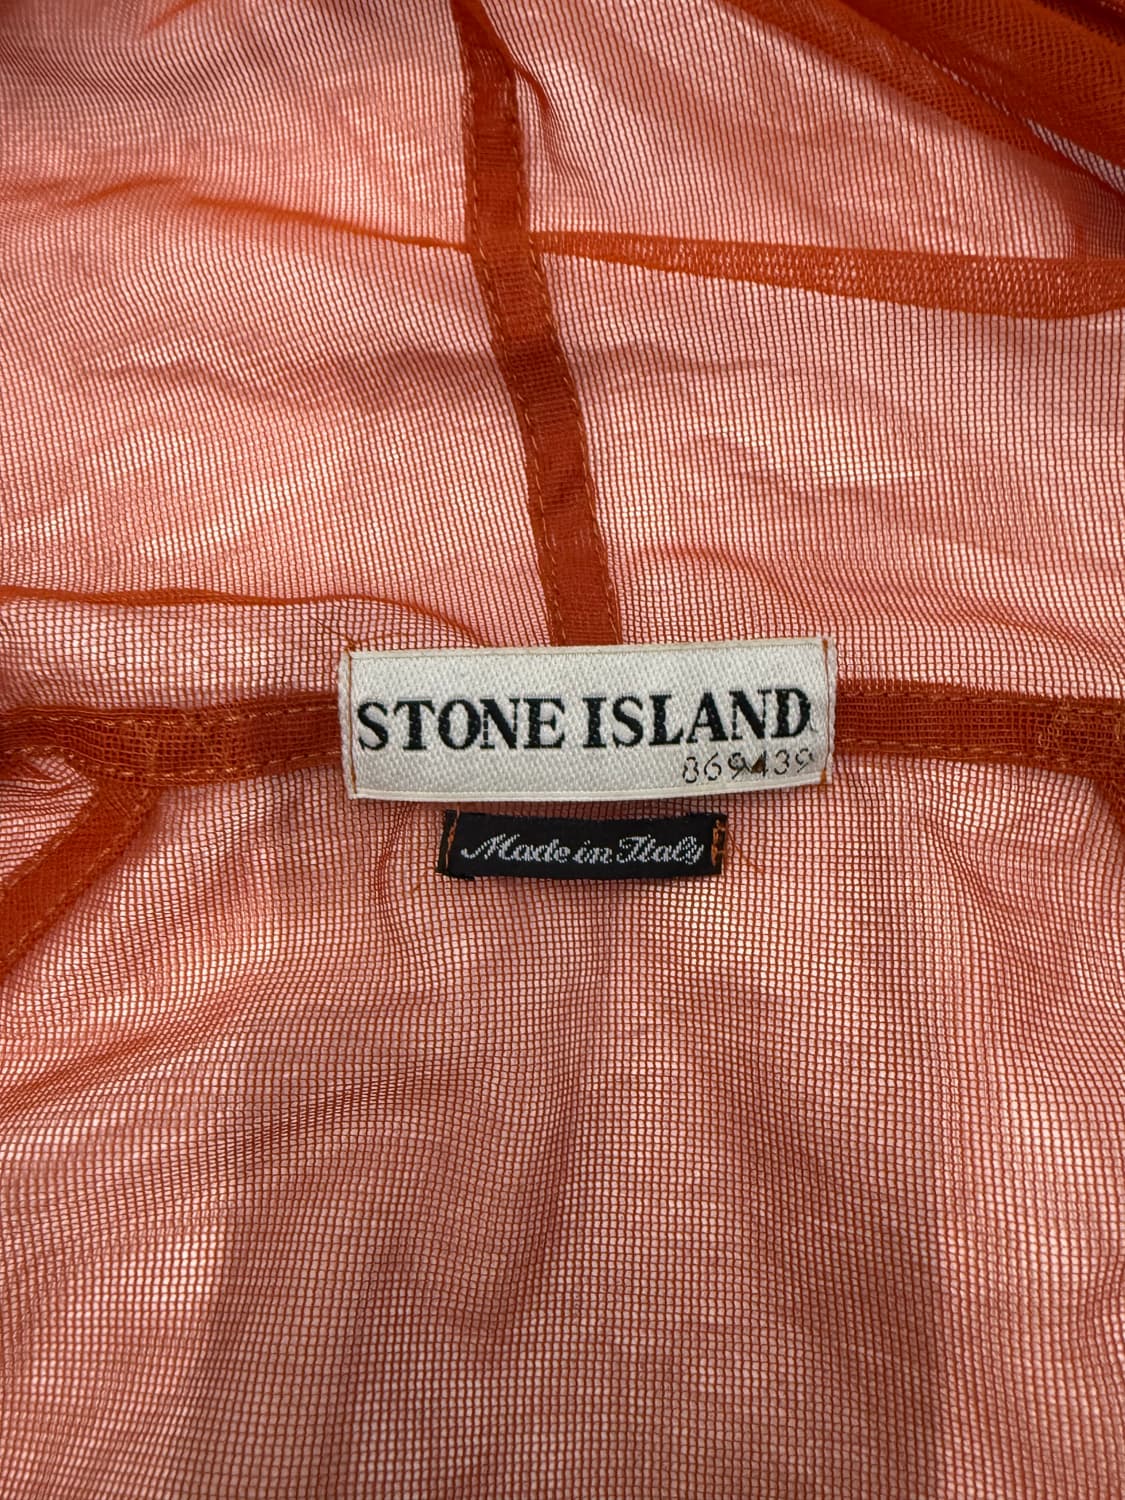 STONE ISLAND
869439
Made in Italy